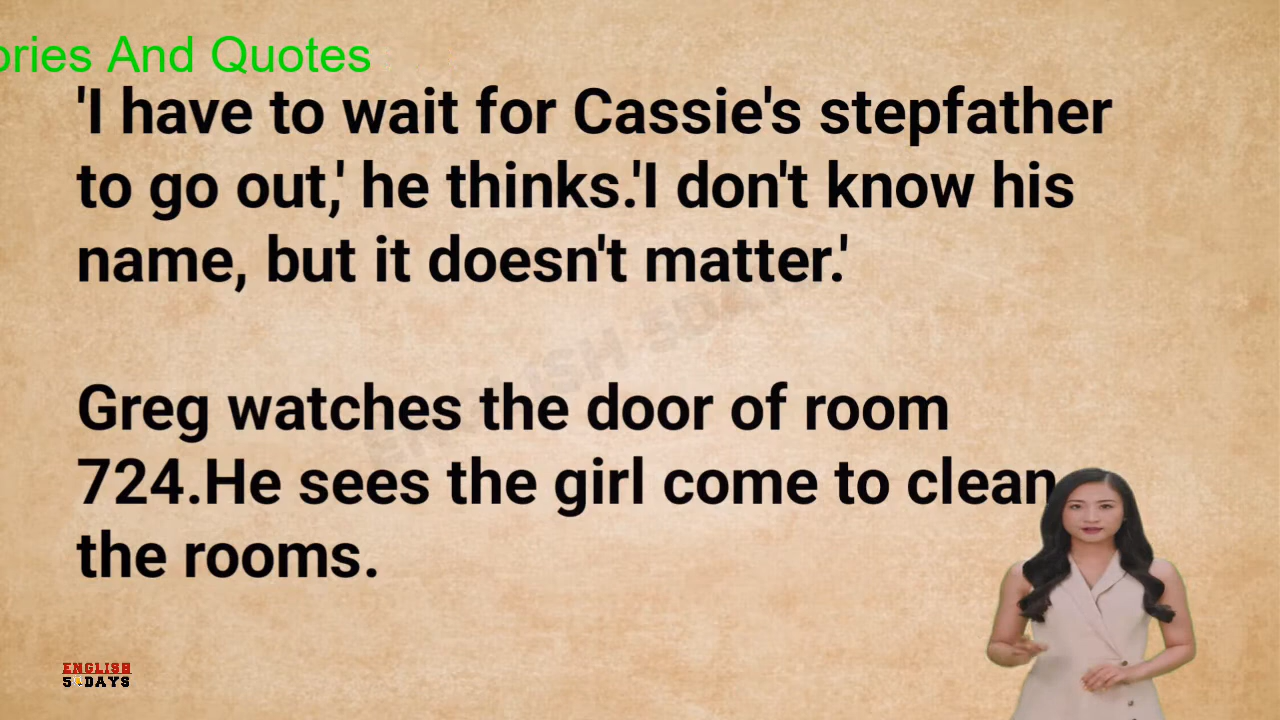 ories And Quotes
'I have to wait for Cassie's stepfather
to go out,' he thinks.'I don't know his
name, but it doesn't matter.'
Greg watches the door of room
724.He sees the girl come to clean
the rooms.
ENGLISH 5DAY
ENGLISH
5 DAYS